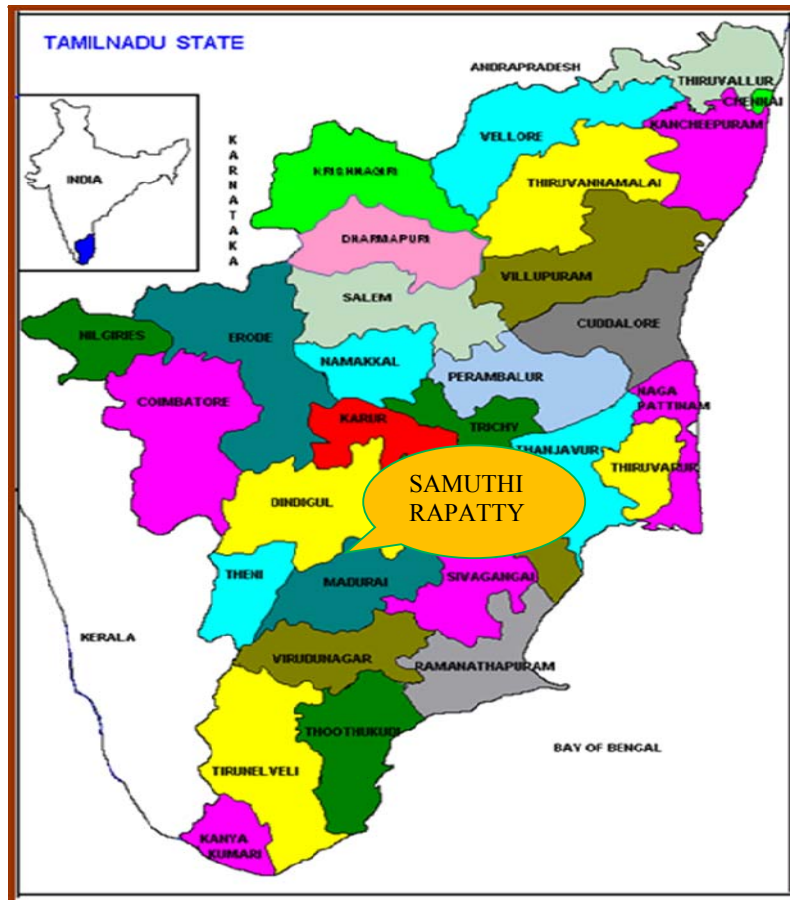 TAMILNADU STATE
ANDRAPRADESH
THIRUVALLUR
CHENNAI
KANCHEEPURAM
VELLORE
KARNATAKA
INDIA
KRISHNAGIRI
THIRUVANNAMALAI
DHARMAPURI
VILLUPURAM
SALEM
CUDDALORE
NILGIRIES
ERODE
NAMAKKAL
PERAMBALUR
COIMBATORE
NAGA
PATTINAM
KARUR
TRICHY
THANJAVUR
THIRUVARUR
SAMUTHI
RAPATTY
DINDIGUL
THENI
MADURAI
SIVAGANGAI
KERALA
VIRUDUNAGAR
RAMANATHAPURAM
THOOTHUKUDI
BAY OF BENGAL
TIRUNELVELI
KANYA
KUMARI